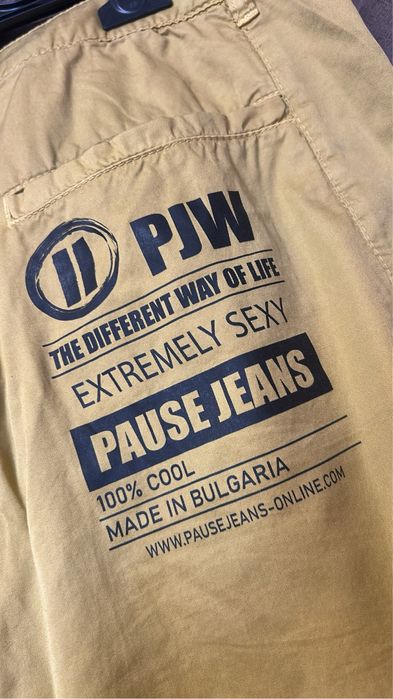 PJW
THE DIFFERENT WAY OF LIFE
EXTREMELY SEXY
PAUSE JEANS
100% COOL
MADE IN BULGARIA
WWW.PAUSEJEANS-ONLINE.COM